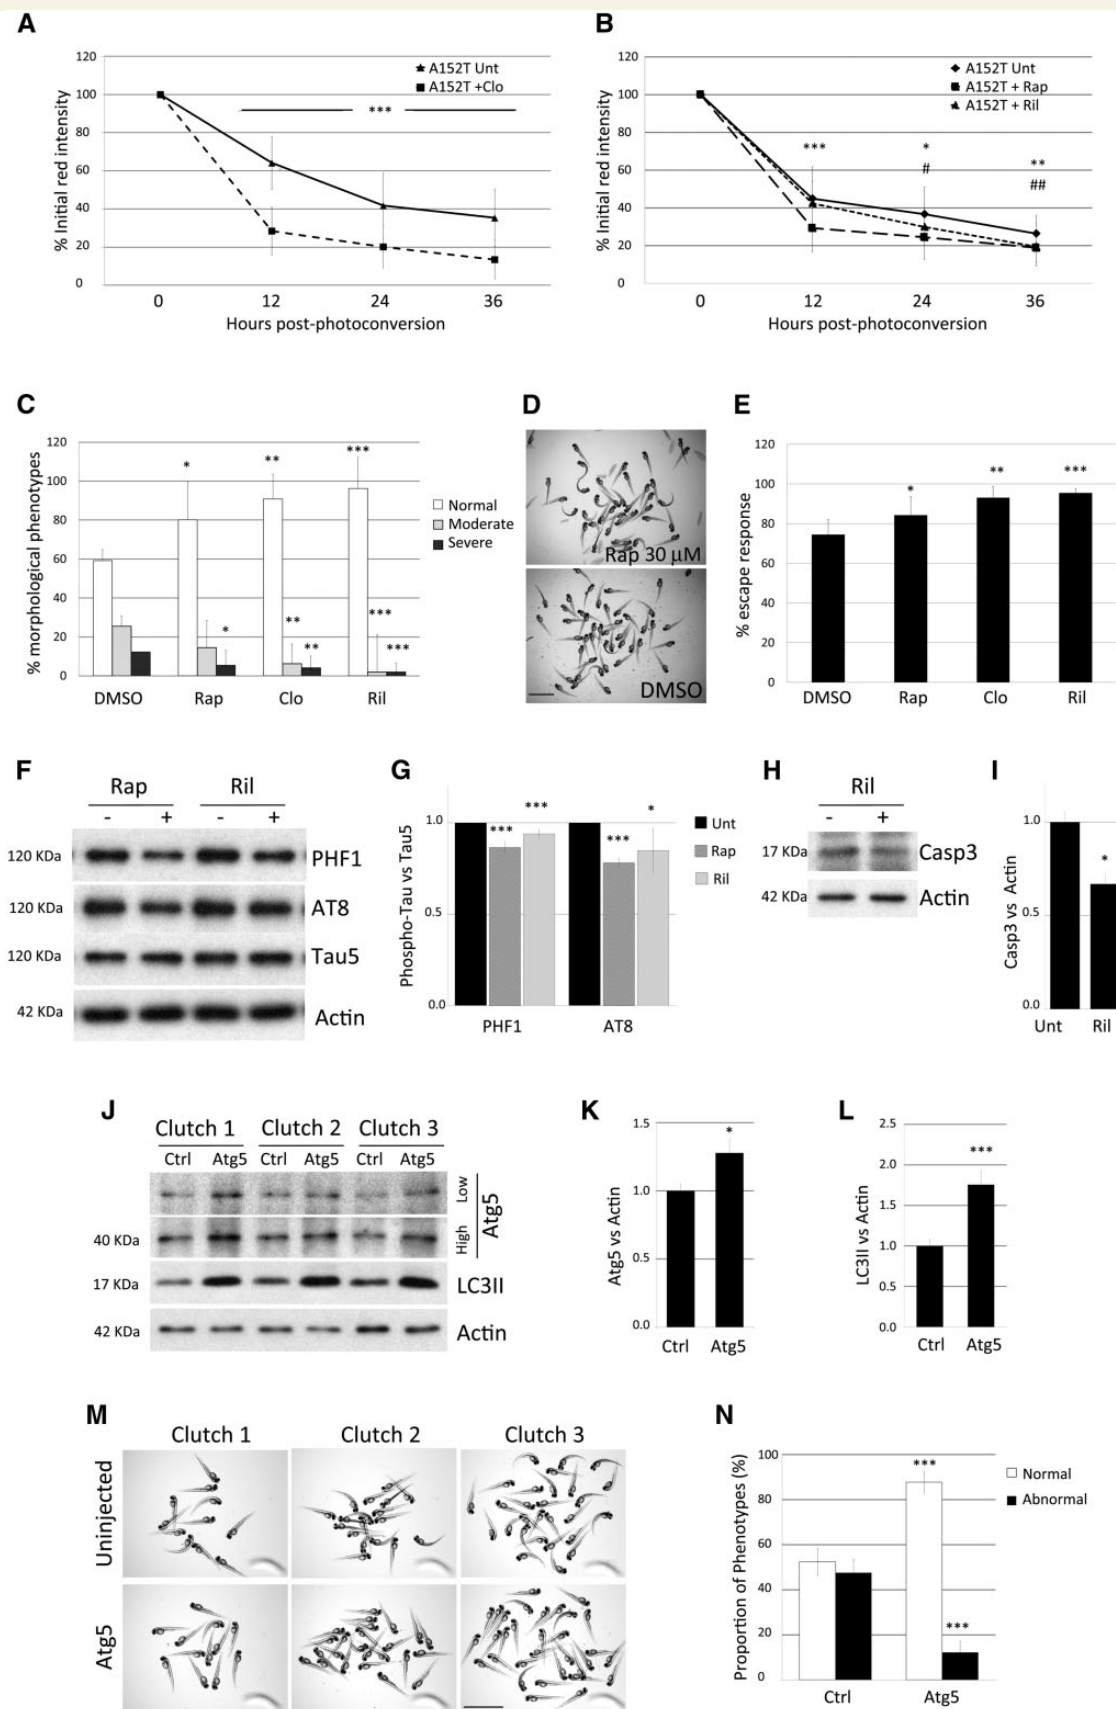 A
120
100
80
60
40
20
0
% Initial red intensity
A152T Unt
A152T +Clo
***
0 12 24 36
Hours post-photoconversion
B
120
100
80
60
40
20
0
% Initial red intensity
A152T Unt
A152T + Rap
A152T + Ril
*** * **
# ##
0 12 24 36
Hours post-photoconversion
C
120
100
80
60
40
20
0
% morphological phenotypes
* ** ***
* ** ** *** ***
Normal
Moderate
Severe
DMSO Rap Clo Ril
D
Rap 30 µM
DMSO
E
120
100
80
60
40
20
0
% escape response
* ** ***
DMSO Rap Clo Ril
F
Rap Ril
- + - +
120 KDa PHF1
120 KDa AT8
120 KDa Tau5
42 KDa Actin
G
1.0
0.5
0.0
Phospho-Tau vs Tau5
*** *** *** *
Unt
Rap
Ril
PHF1 AT8
H
Ril
- +
17 KDa Casp3
42 KDa Actin
I
1.0
0.5
0.0
Casp3 vs Actin
*
Unt Ril
J
Clutch 1 Clutch 2 Clutch 3
Ctrl Atg5 Ctrl Atg5 Ctrl Atg5
Low
High
Atg5
40 KDa
17 KDa LC3II
42 KDa Actin
K
1.5
1.0
0.5
0.0
Atg5 vs Actin
*
Ctrl Atg5
L
2.5
2.0
1.5
1.0
0.5
0.0
LC3II vs Actin
***
Ctrl Atg5
M
Clutch 1 Clutch 2 Clutch 3
Uninjected
Atg5
N
100
80
60
40
20
0
Proportion of Phenotypes (%)
***
***
Normal
Abnormal
Ctrl Atg5